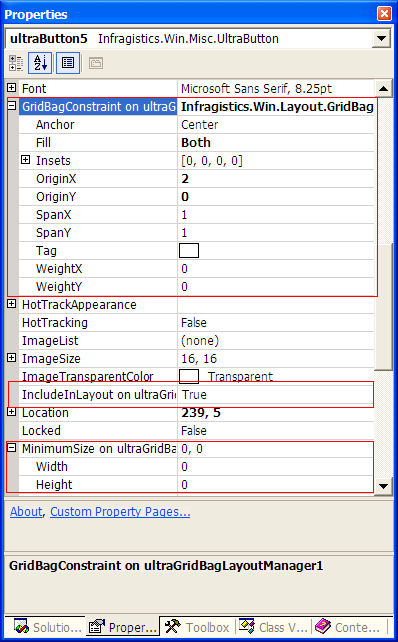 Properties
ultraButton5 Infragistics.Win.Misc.UltraButton
Font Microsoft Sans Serif, 8.25pt
GridBagConstraint on ultraG Infragistics.Win.Layout.GridBag
Anchor Center
Fill Both
Insets [0, 0, 0, 0]
OriginX 2
OriginY 0
SpanX 1
SpanY 1
Tag
WeightX 0
WeightY 0
HotTrackAppearance
HotTracking False
ImageList (none)
ImageSize 16, 16
ImageTransparentColor Transparent
IncludeInLayout on ultraGri True
Location 239, 5
Locked False
MinimumSize on ultraGridBa 0, 0
Width 0
Height 0
About, Custom Property Pages...
GridBagConstraint on ultraGridBagLayoutManager1
Solutio... Proper... Toolbox Class V... Conte...